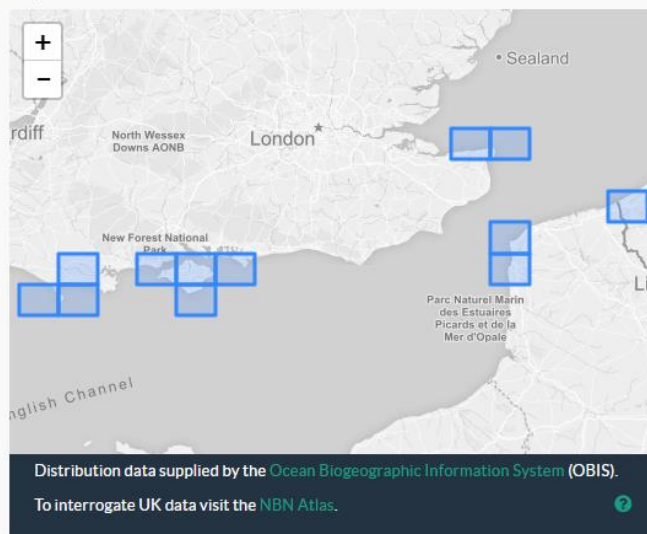 +
−
Sealand
rdiff
North Wessex
Downs AONB
London
New Forest National
Park
Parc Naturel Marin
des Estuaires
Picards et de la
Mer d'Opale
Li
nglish Channel
Distribution data supplied by the Ocean Biogeographic Information System (OBIS).
To interrogate UK data visit the NBN Atlas.
?